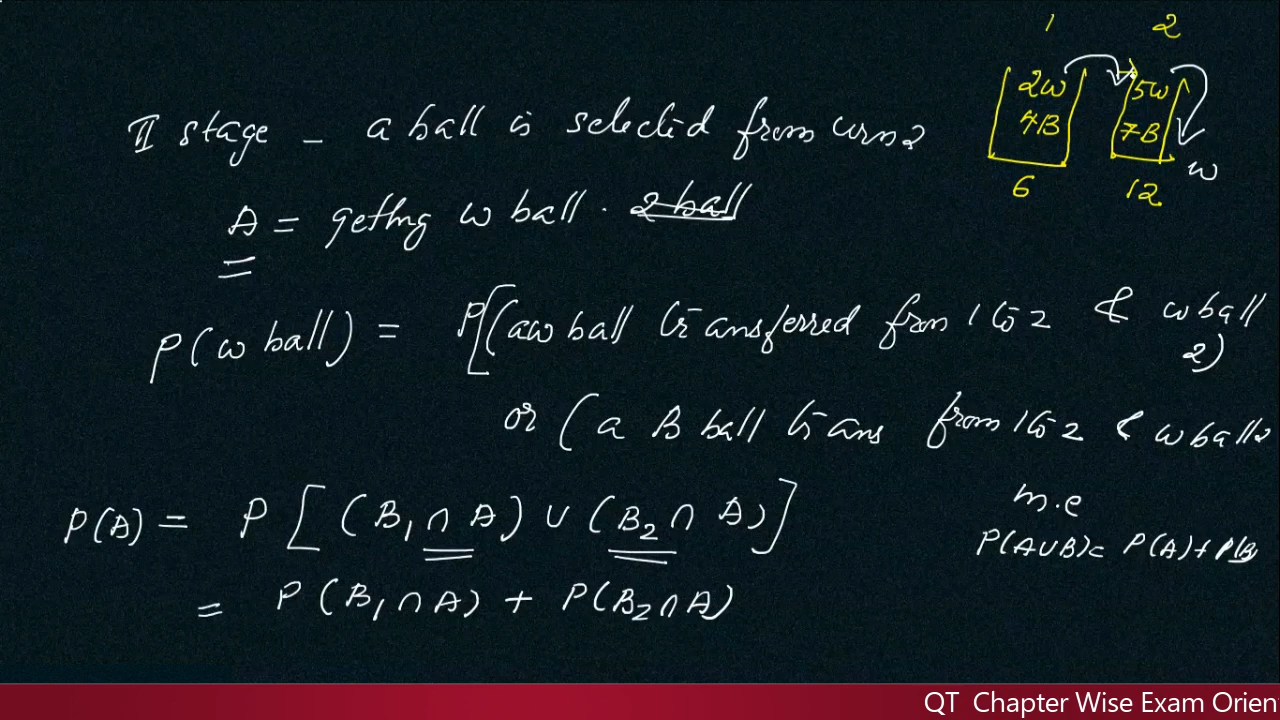 1 2
2W 5W
4B 7B
6 12
W
II stage - a ball is selected from urn 2
A = getting W ball. 2 ball
P(W ball) = P[(a W ball transferred from 1 to 2 & W ball 2)
or (a B ball trans from 1 to 2 & W ball 2
P(A) = P[(B₁∩A) ∪ (B₂∩A)]
= P(B₁∩A) + P(B₂∩A)
m.e
P(A∪B) = P(A) + P(B
QT Chapter Wise Exam Orien